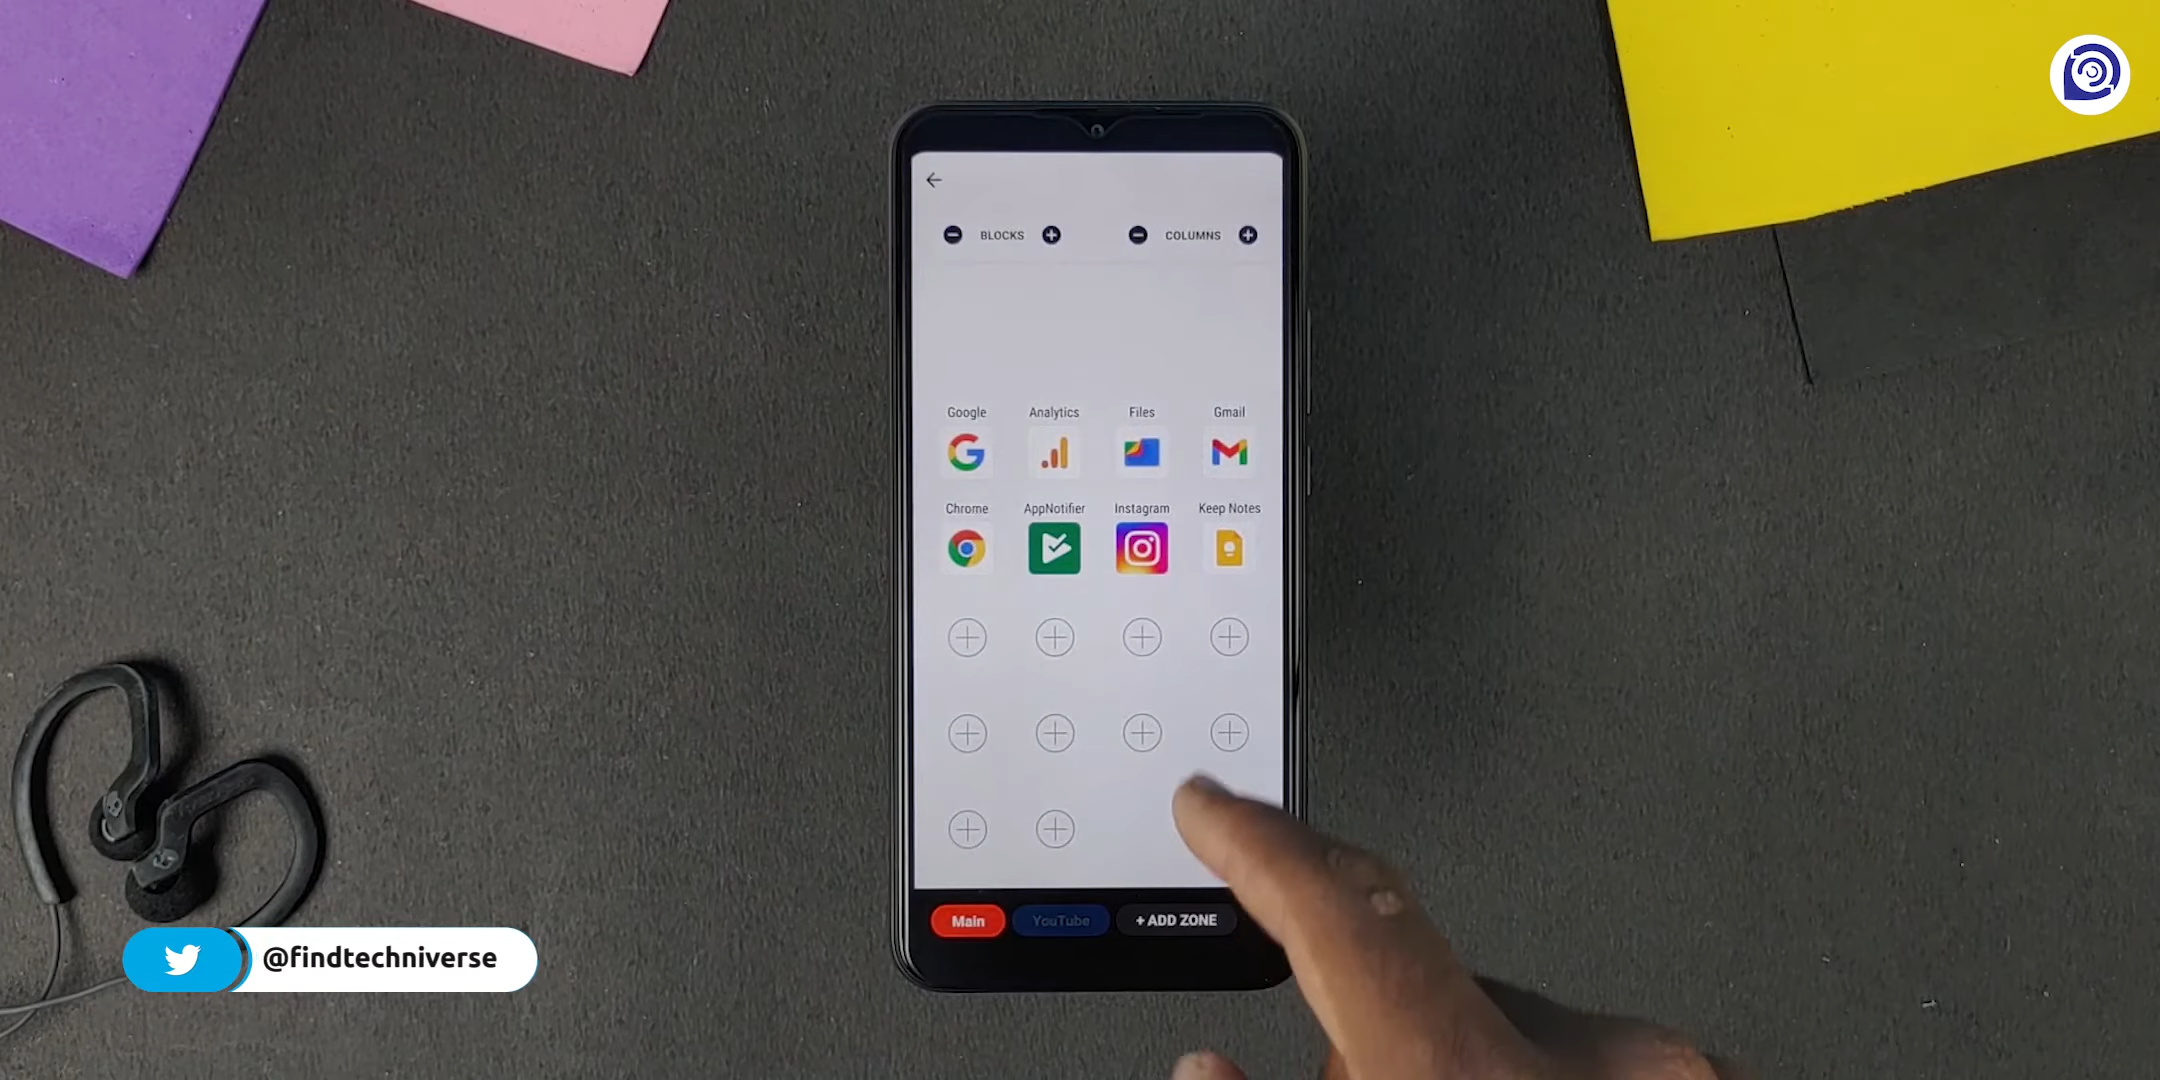 BLOCKS COLUMNS
Google Analytics Files Gmail
Chrome AppNotifier Instagram Keep Notes
Main YouTube + ADD ZONE
@findtechniverse